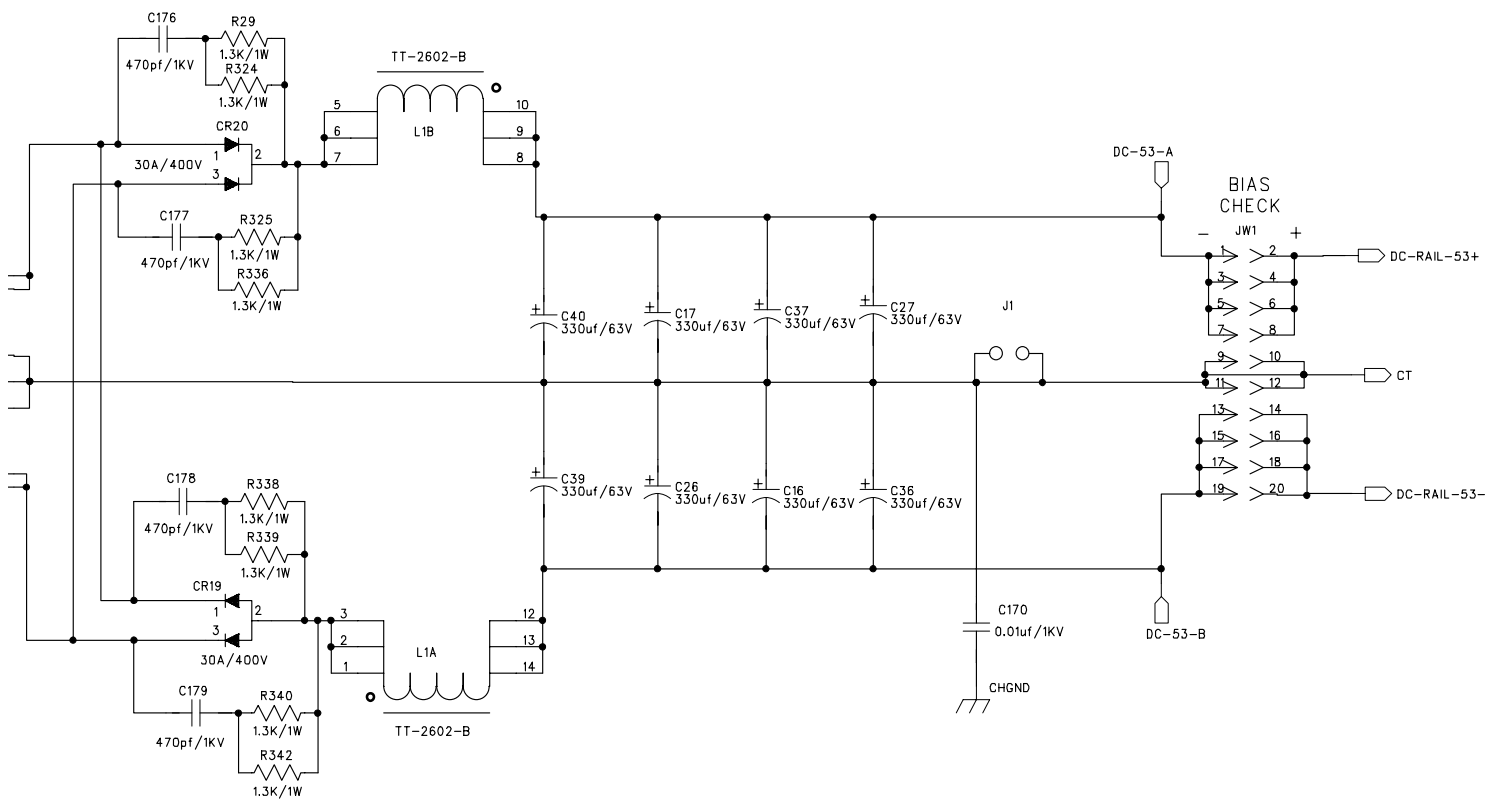 C176
R29
1.3K/1W
470pf/1KV
R324
1.3K/1W
TT-2602-B
5
10
6
9
7
8
L1B
CR20
1
2
30A/400V
3
C177
R325
1.3K/1W
470pf/1KV
R336
1.3K/1W
DC-53-A
BIAS
CHECK
JW1
-
+
1
2
DC-RAIL-53+
3
4
5
6
7
8
9
10
CT
11
12
13
14
15
16
17
18
19
20
DC-RAIL-53-
J1
+
C40
330uf/63V
+
C17
330uf/63V
+
C37
330uf/63V
+
C27
330uf/63V
+
C39
330uf/63V
+
C26
330uf/63V
+
C16
330uf/63V
+
C36
330uf/63V
C178
R338
1.3K/1W
470pf/1KV
R339
1.3K/1W
CR19
1
2
3
30A/400V
3
12
2
13
1
14
L1A
TT-2602-B
C179
R340
1.3K/1W
470pf/1KV
R342
1.3K/1W
C170
0.01uf/1KV
CHGND
DC-53-B